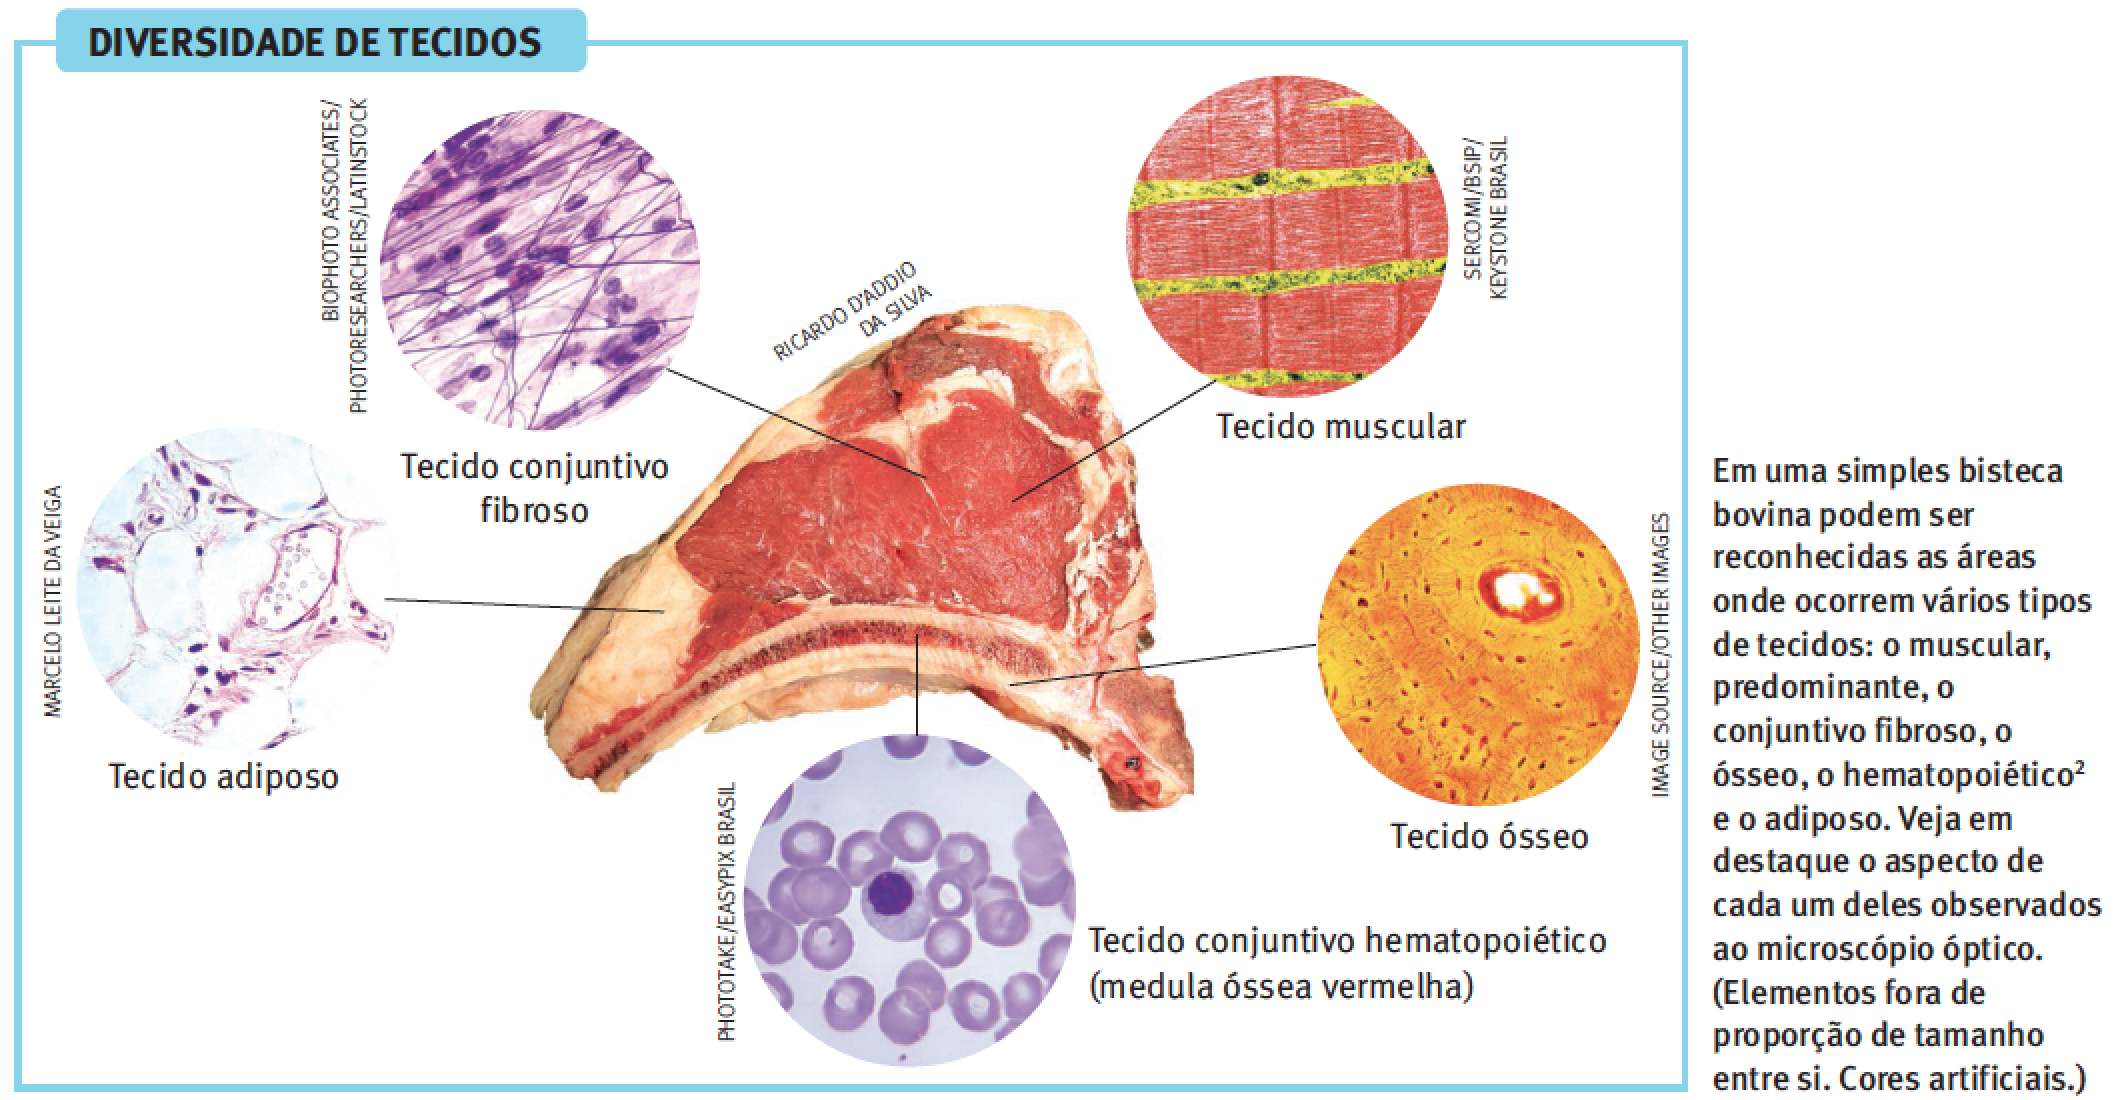 DIVERSIDADE DE TECIDOS
BIOPHOTO ASSOCIATES/
PHOTORESEARCHERS/LATINSTOCK
Tecido conjuntivo
fibroso
RICARDO D'ADDIO
DA SILVA
SERCOMI/BSIP/
KEYSTONE BRASIL
Tecido muscular
MARCELO LEITE DA VEIGA
Tecido adiposo
IMAGE SOURCE/OTHER IMAGES
Tecido ósseo
PHOTOTAKE/EASYPIX BRASIL
Tecido conjuntivo hematopoiético
(medula óssea vermelha)
Em uma simples bisteca
bovina podem ser
reconhecidas as áreas
onde ocorrem vários tipos
de tecidos: o muscular,
predominante, o
conjuntivo fibroso, o
ósseo, o hematopoiético²
e o adiposo. Veja em
destaque o aspecto de
cada um deles observados
ao microscópio óptico.
(Elementos fora de
proporção de tamanho
entre si. Cores artificiais.)